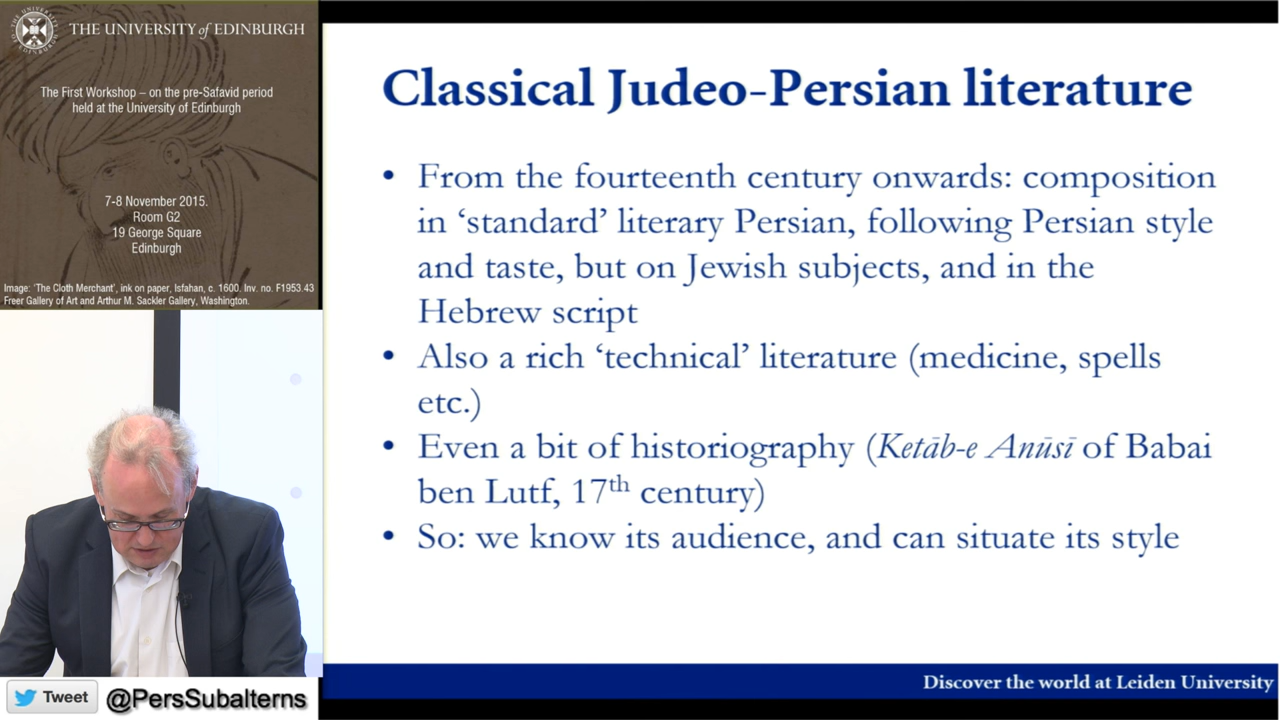 THE UNIVERSITY of EDINBURGH
The First Workshop – on the pre-Safavid period
held at the University of Edinburgh
7-8 November 2015.
Room G2
19 George Square
Edinburgh
Image: 'The Cloth Merchant', ink on paper, Isfahan, c. 1600. Inv. no. F1953.43
Freer Gallery of Art and Arthur M. Sackler Gallery, Washington.
Tweet @PersSubalterns
Classical Judeo-Persian literature
• From the fourteenth century onwards: composition
in ‘standard’ literary Persian, following Persian style
and taste, but on Jewish subjects, and in the
Hebrew script
• Also a rich ‘technical’ literature (medicine, spells
etc.)
• Even a bit of historiography (Ketāb-e Anūsī of Babai
ben Lutf, 17th century)
• So: we know its audience, and can situate its style
Discover the world at Leiden University